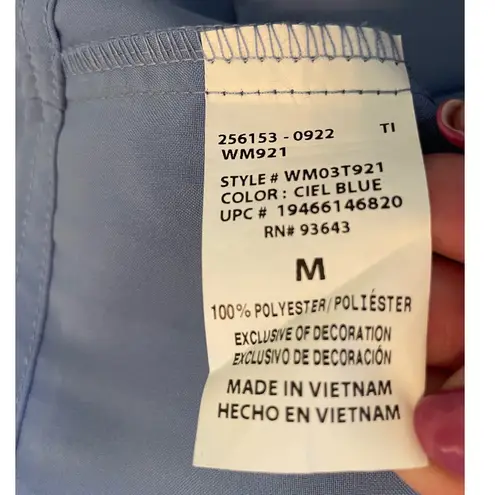 256153 - 0922 TI
WM921
STYLE # WM03T921
COLOR : CIEL BLUE
UPC # 19466146820
RN# 93643
M
100% POLYESTER/POLIÉSTER
EXCLUSIVE OF DECORATION
EXCLUSIVO DE DECORACIÓN
MADE IN VIETNAM
HECHO EN VIETNAM